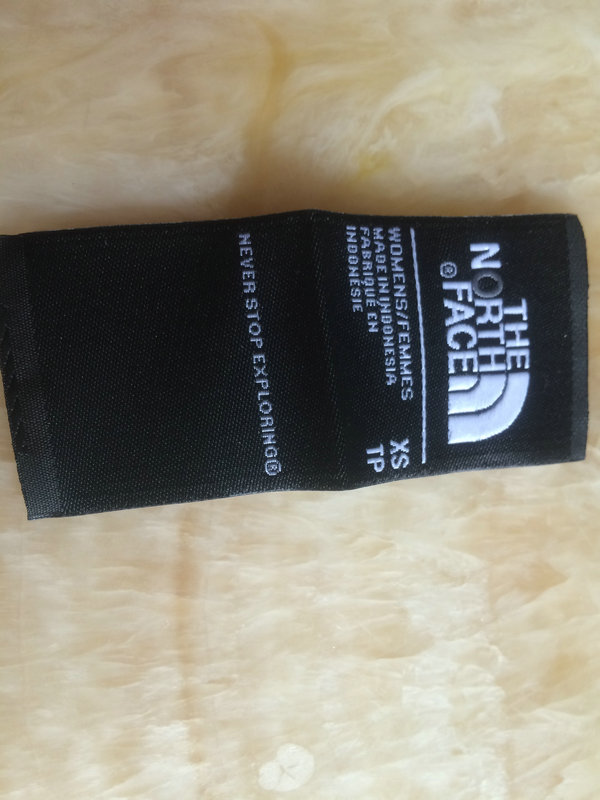 THE
NORTH
FACE®
WOMENS/FEMMES XS
MADE IN INDONESIA TP
FABRIQUÉ EN
INDONÉSIE
NEVER STOP EXPLORING®